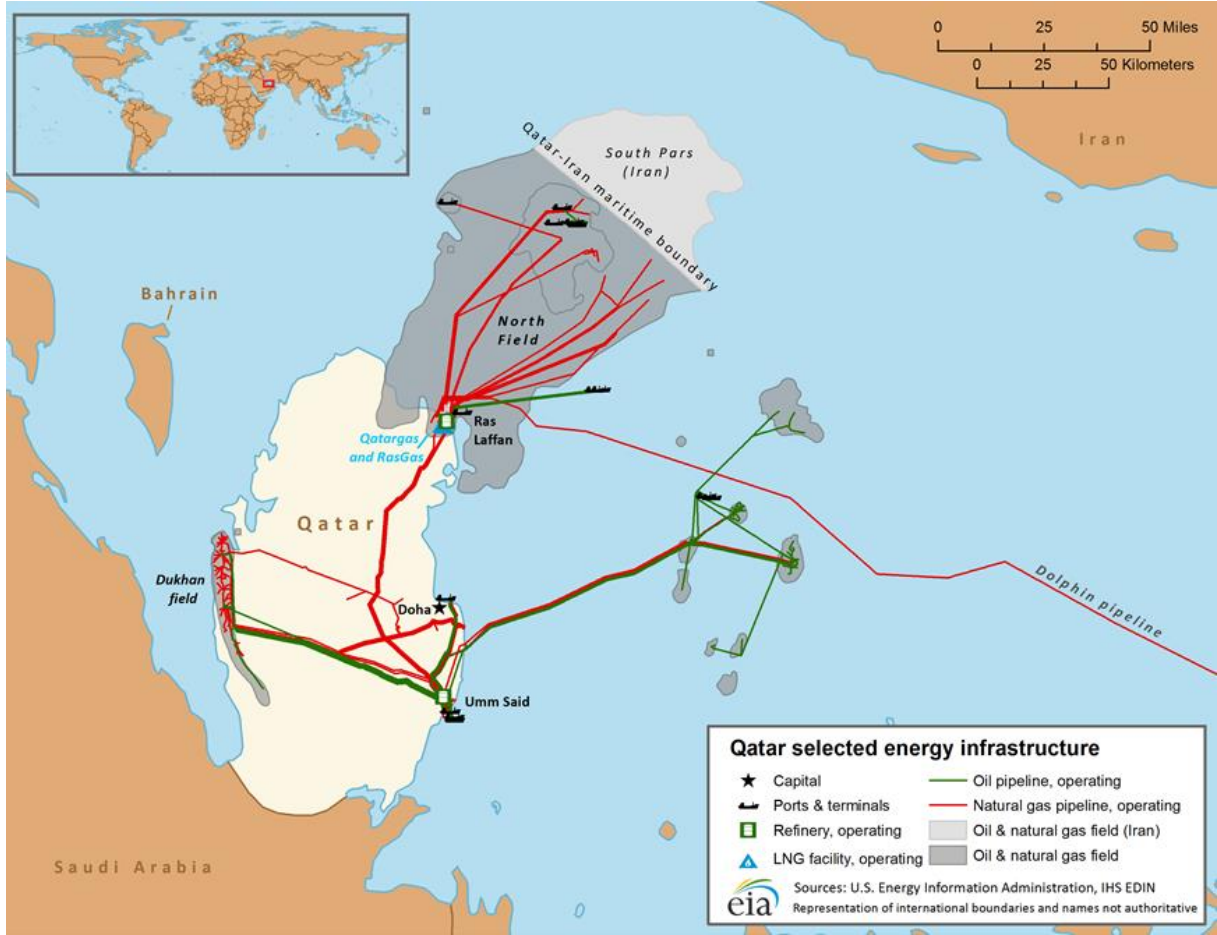 0 25 50 Miles
0 25 50 Kilometers
Iran
Qatar-Iran maritime boundary
South Pars
(Iran)
Bahrain
North
Field
Ras
Laffan
Qatargas
and RasGas
Qatar
Dukhan
field
Doha
Dolphin pipeline
Umm Said
Saudi Arabia
Qatar selected energy infrastructure
Capital
Ports & terminals
Refinery, operating
LNG facility, operating
Oil pipeline, operating
Natural gas pipeline, operating
Oil & natural gas field (Iran)
Oil & natural gas field
eia
Sources: U.S. Energy Information Administration, IHS EDIN
Representation of international boundaries and names not authoritative